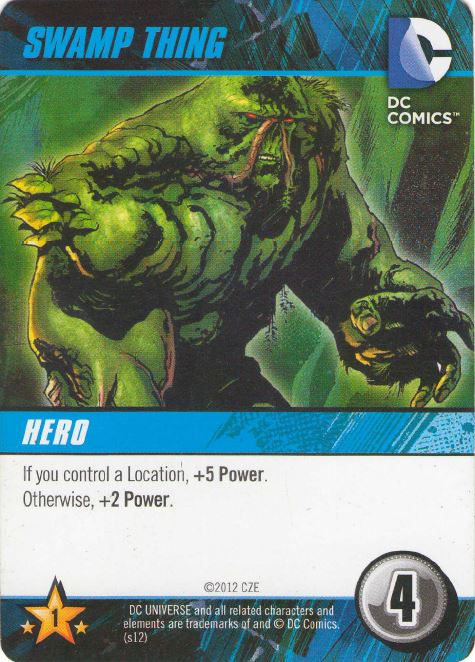 SWAMP THING
DC
COMICS™
HERO
If you control a Location, +5 Power.
Otherwise, +2 Power.
©2012 CZE
1
4
DC UNIVERSE and all related characters and
elements are trademarks of and © DC Comics.
(s12)